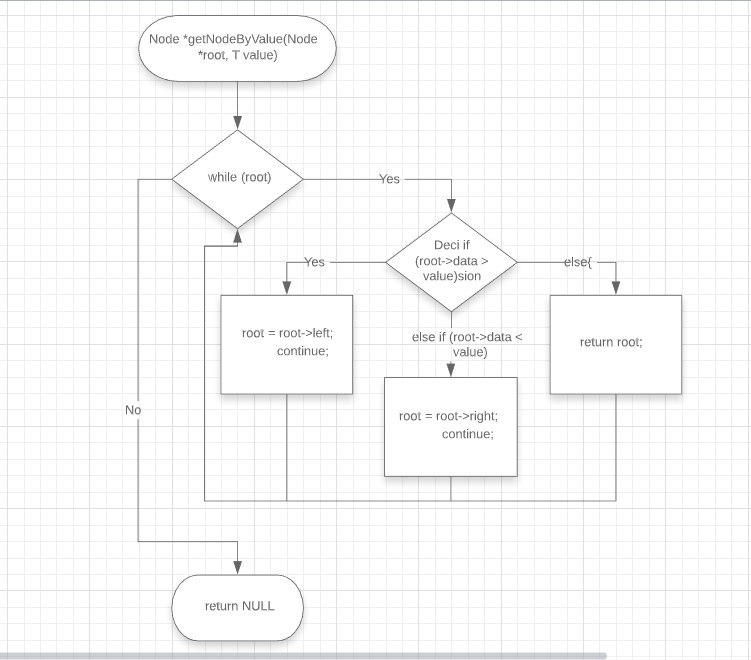 Node *getNodeByValue(Node
*root, T value)
while (root)
Yes
Deci if
(root->data >
value)sion
Yes
else{
root = root->left;
continue;
else if (root->data <
value)
return root;
No
root = root->right;
continue;
return NULL